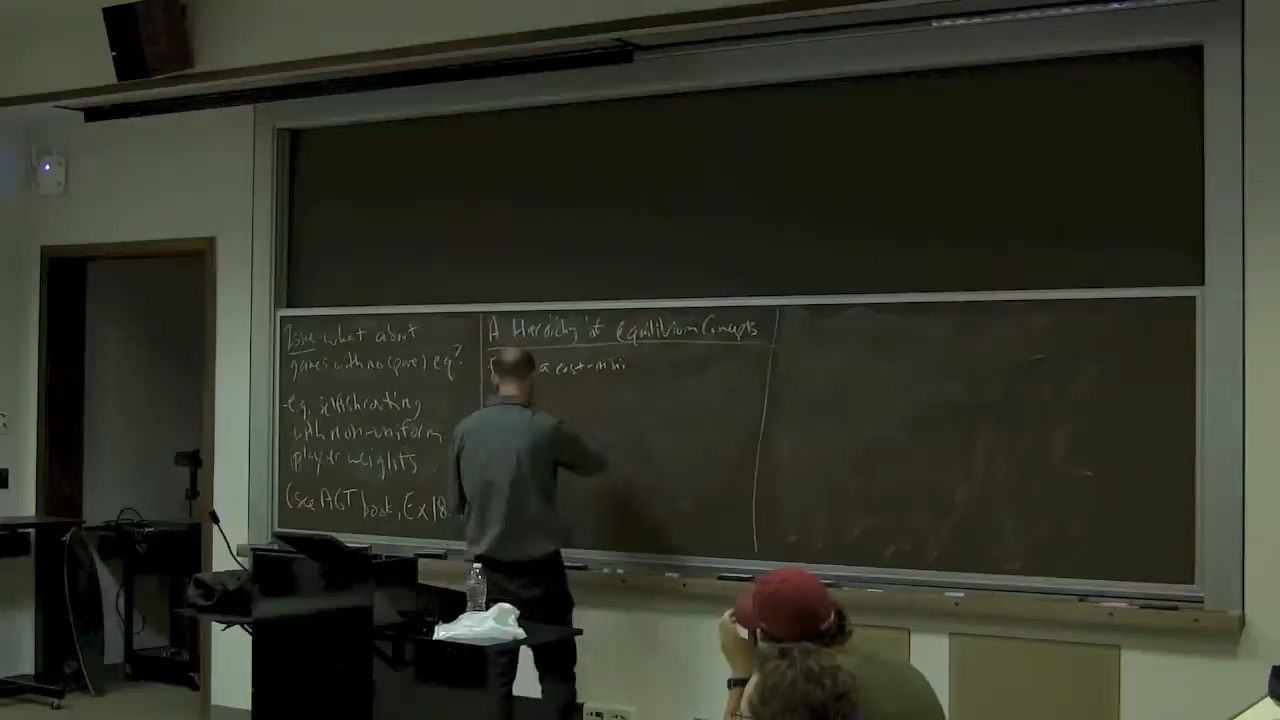 Issue: what about
games with no (pure) eq?
-e.g. selfish routing
with non-uniform
player weights
(see AGT book, Ex 18.
A Hierarchy of Equilibrium Concepts
a cost-mini